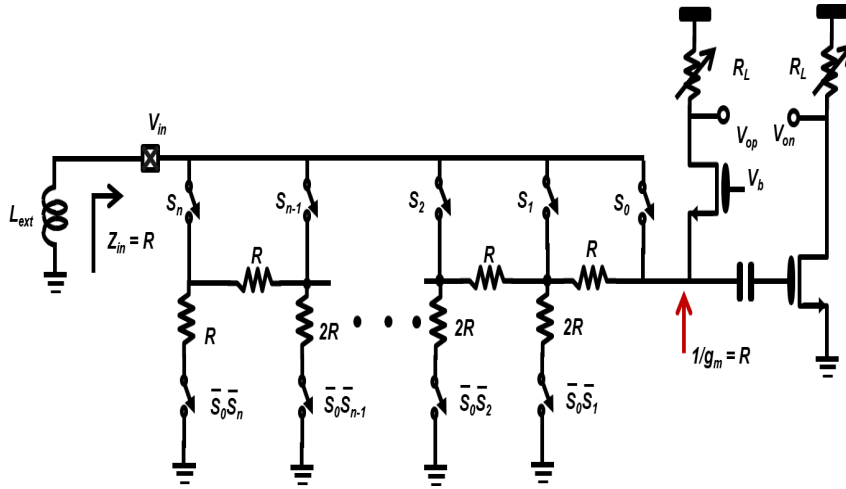 R_L
R_L
V_in
V_op
V_on
S_n
S_n-1
S_2
S_1
S_0
V_b
L_ext
Z_in = R
R
R
R
R
2R
2R
2R
1/g_m = R
S̅_0S̅_n
S̅_0S̅_n-1
S̅_0S̅_2
S̅_0S̅_1